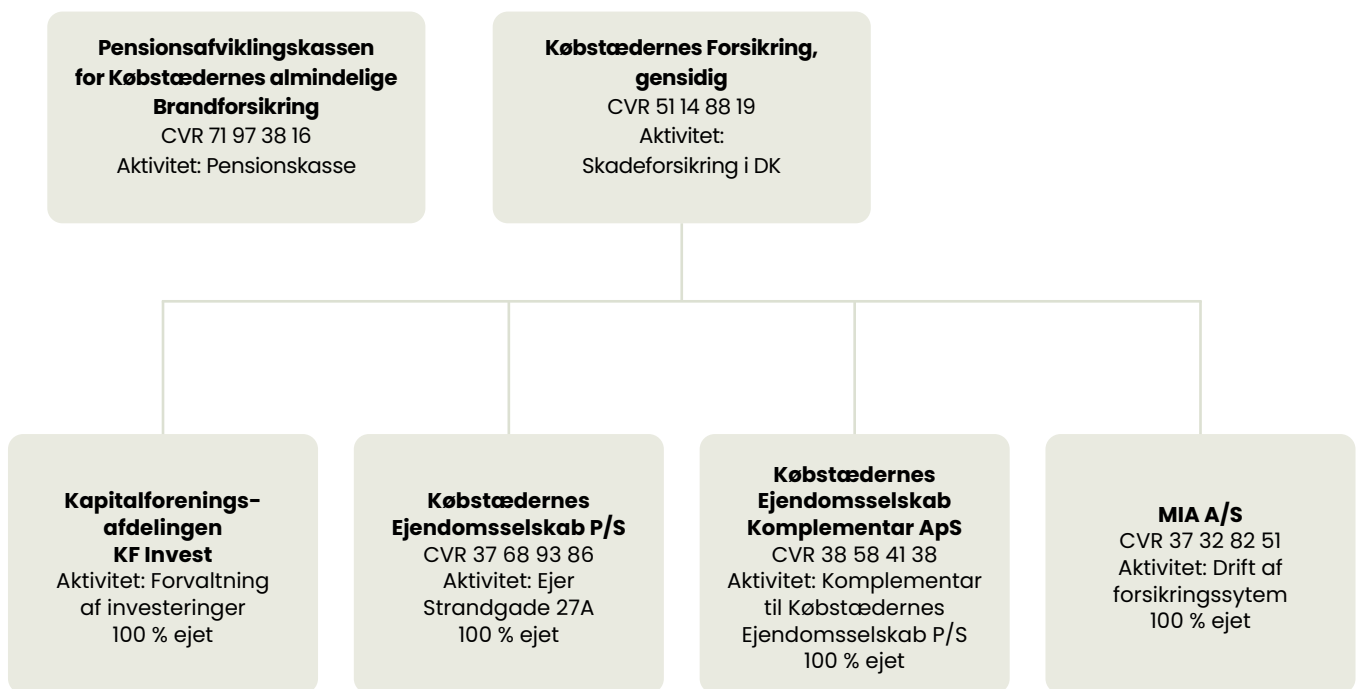 Pensionsafviklingskassen
for Købstædernes almindelige
Brandforsikring
CVR 71 97 38 16
Aktivitet: Pensionskasse
Købstædernes Forsikring,
gensidig
CVR 51 14 88 19
Aktivitet:
Skadeforsikring i DK
Kapitalforenings-
afdelingen
KF Invest
Aktivitet: Forvaltning
af investeringer
100 % ejet
Købstædernes
Ejendomsselskab P/S
CVR 37 68 93 86
Aktivitet: Ejer
Strandgade 27A
100 % ejet
Købstædernes
Ejendomsselskab
Komplementar ApS
CVR 38 58 41 38
Aktivitet: Komplementar
til Købstædernes
Ejendomsselskab P/S
100 % ejet
MIA A/S
CVR 37 32 82 51
Aktivitet: Drift af
forsikringssytem
100 % ejet